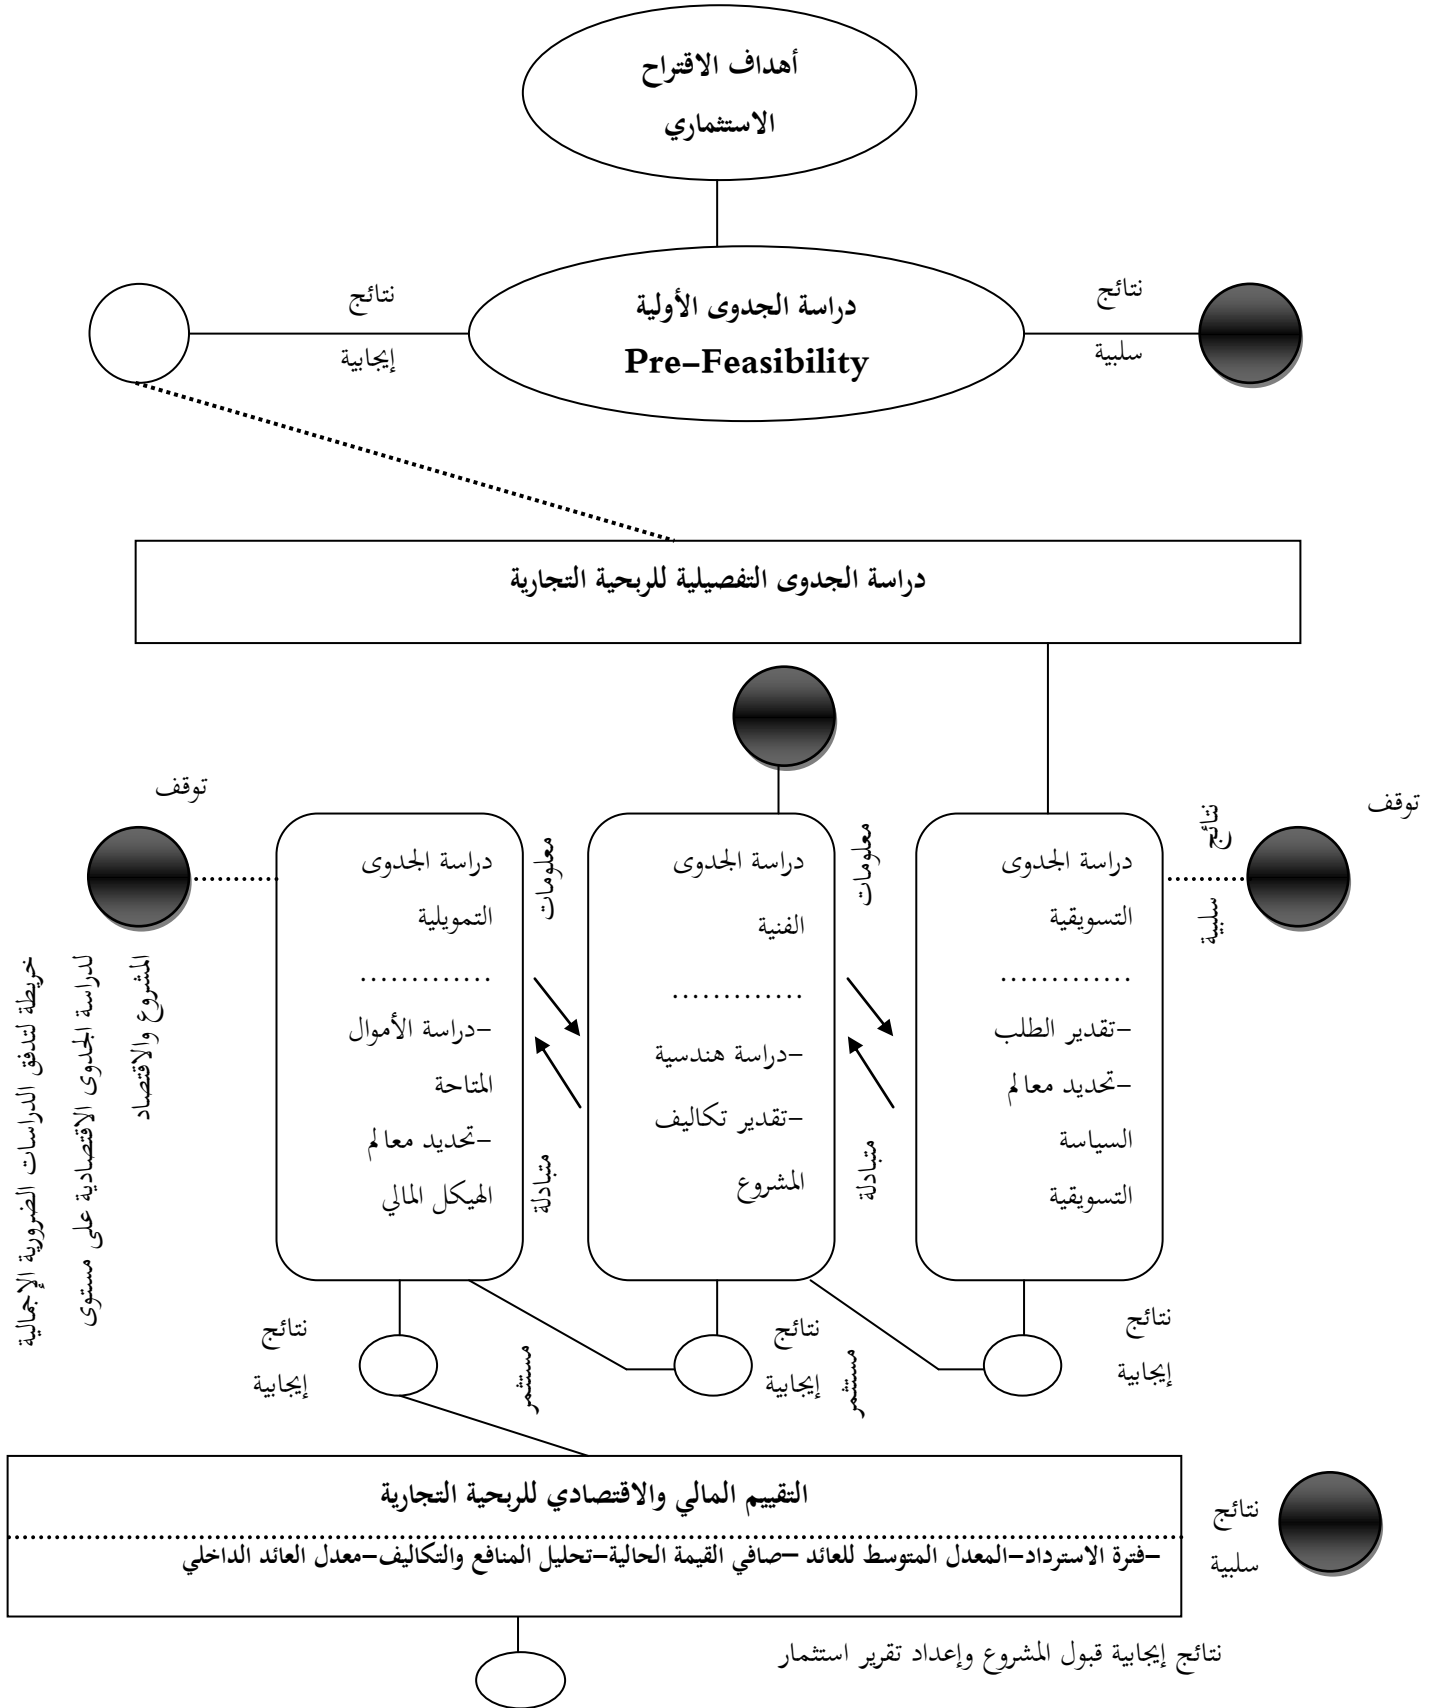 أهداف الاقتراح
الاستثماري
نتائج
سلبية
دراسة الجدوى الأولية
Pre–Feasibility
نتائج
إيجابية
دراسة الجدوى التفصيلية للربحية التجارية
توقف
نتائج
سلبية
دراسة الجدوى
التسويقية
.............
–تقدير الطلب
–تحديد معالم
السياسة
التسويقية
معلومات
متبادلة
دراسة الجدوى
الفنية
.............
–دراسة هندسية
–تقدير تكاليف
المشروع
معلومات
متبادلة
دراسة الجدوى
التمويلية
.............
–دراسة الأموال
المتاحة
–تحديد معالم
الهيكل المالي
توقف
خريطة لتدفق الدراسات الضرورية الإجمالية
لدراسة الجدوى الاقتصادية على مستوى
المشروع والاقتصاد
نتائج
إيجابية
مستثمر
نتائج
إيجابية
مستثمر
نتائج
إيجابية
التقييم المالي والاقتصادي للربحية التجارية
–فترة الاسترداد–المعدل المتوسط للعائد –صافي القيمة الحالية–تحليل المنافع والتكاليف–معدل العائد الداخلي
نتائج
سلبية
نتائج إيجابية قبول المشروع وإعداد تقرير استثمار